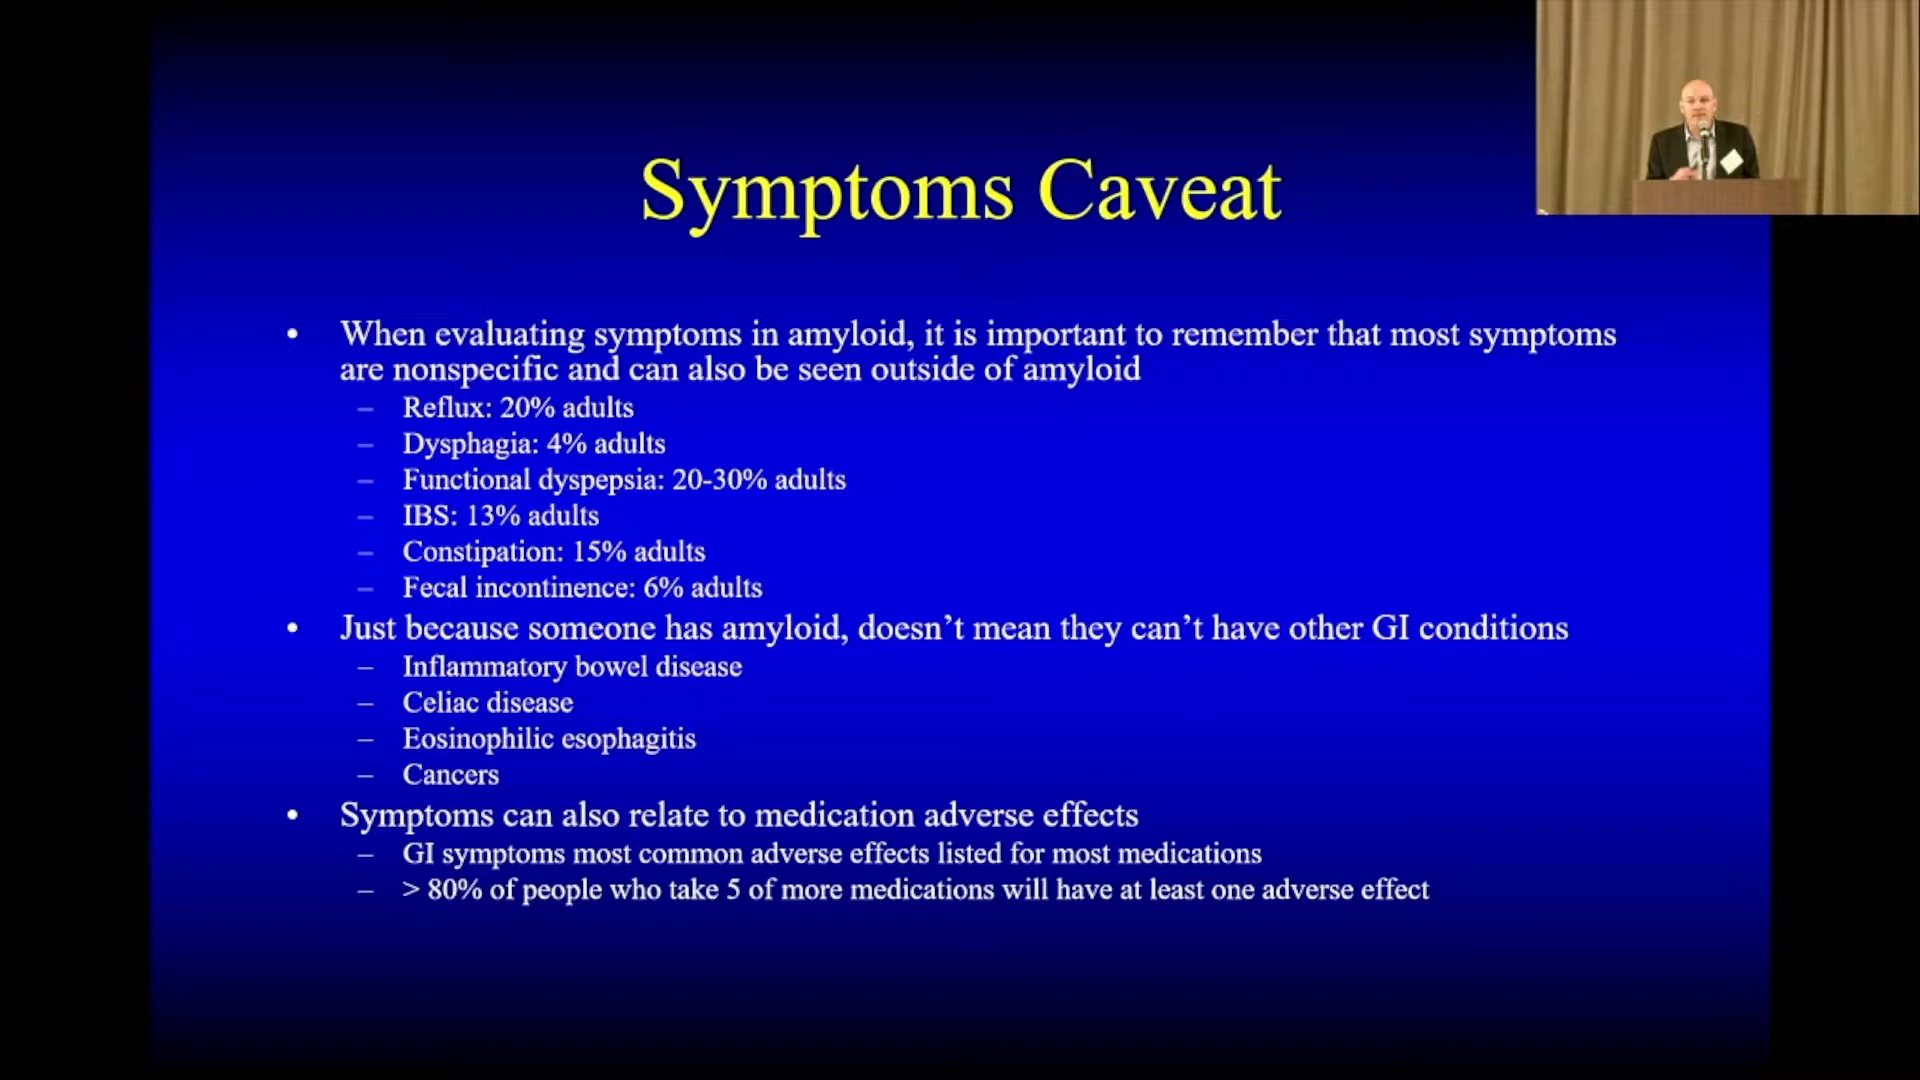 Symptoms Caveat
• When evaluating symptoms in amyloid, it is important to remember that most symptoms
are nonspecific and can also be seen outside of amyloid
– Reflux: 20% adults
– Dysphagia: 4% adults
– Functional dyspepsia: 20-30% adults
– IBS: 13% adults
– Constipation: 15% adults
– Fecal incontinence: 6% adults
• Just because someone has amyloid, doesn’t mean they can’t have other GI conditions
– Inflammatory bowel disease
– Celiac disease
– Eosinophilic esophagitis
– Cancers
• Symptoms can also relate to medication adverse effects
– GI symptoms most common adverse effects listed for most medications
– > 80% of people who take 5 of more medications will have at least one adverse effect